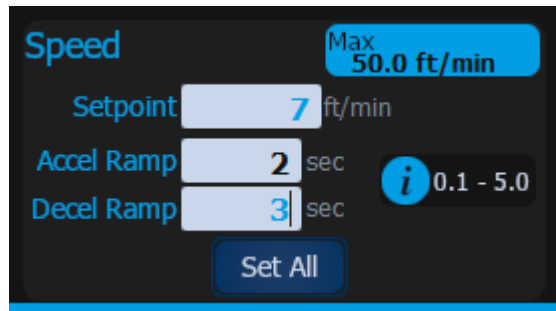 Speed
Max
50.0 ft/min
Setpoint 7 ft/min
Accel Ramp 2 sec
i 0.1 - 5.0
Decel Ramp 3 sec
Set All